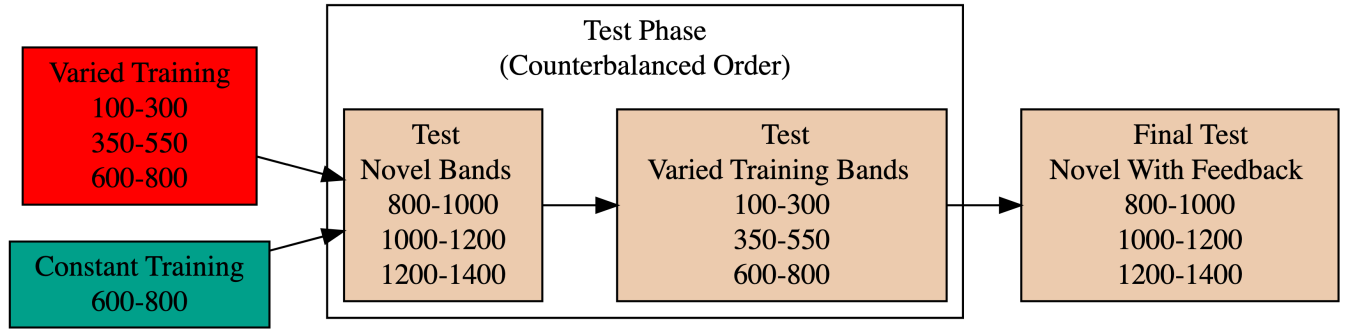 Varied Training
100-300
350-550
600-800
Constant Training
600-800
Test Phase
(Counterbalanced Order)
Test
Novel Bands
800-1000
1000-1200
1200-1400
Test
Varied Training Bands
100-300
350-550
600-800
Final Test
Novel With Feedback
800-1000
1000-1200
1200-1400